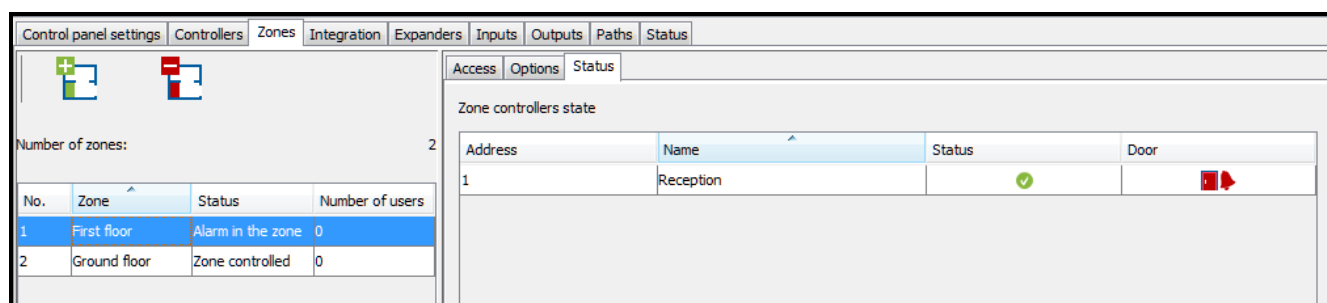 Control panel settings Controllers Zones Integration Expanders Inputs Outputs Paths Status
Number of zones: 2
No. Zone Status Number of users
1 First floor Alarm in the zone 0
2 Ground floor Zone controlled 0
Access Options Status
Zone controllers state
Address Name Status Door
1 Reception